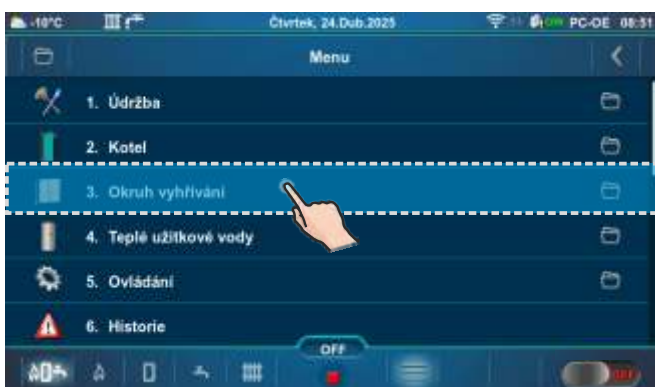 -10°C Čtvrtek, 24.Dub.2025 PC-OE 08:51
Menu
1. Údržba
2. Kotel
3. Okruh vyhřívání
4. Teplé užitkové vody
5. Ovládání
6. Historie
OFF
OFF